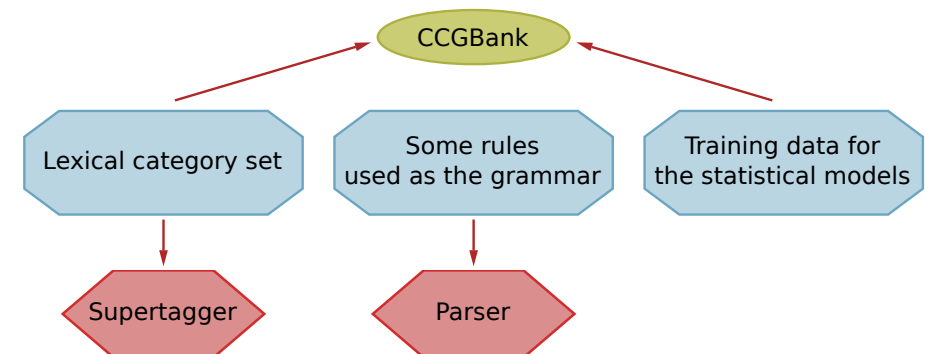 CCGBank
Lexical category set
Some rules
used as the grammar
Training data for
the statistical models
Supertagger
Parser